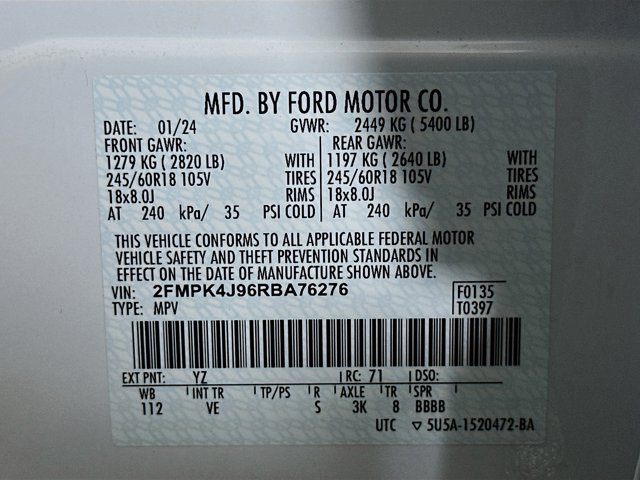 MFD. BY FORD MOTOR CO.
DATE: 01/24 GVWR: 2449 KG ( 5400 LB)
FRONT GAWR: REAR GAWR:
1279 KG ( 2820 LB) WITH 1197 KG ( 2640 LB) WITH
245/60R18 105V TIRES 245/60R18 105V TIRES
18x8.0J RIMS 18x8.0J RIMS
AT 240 kPa/ 35 PSI COLD AT 240 kPa/ 35 PSI COLD
THIS VEHICLE CONFORMS TO ALL APPLICABLE FEDERAL MOTOR
VEHICLE SAFETY AND THEFT PREVENTION STANDARDS IN
EFFECT ON THE DATE OF MANUFACTURE SHOWN ABOVE.
VIN: 2FMPK4J96RBA76276 F0135
TYPE: MPV T0397
EXT PNT: YZ RC: 71 DSO:
WB INT TR TP/PS R AXLE TR SPR
112 VE S 3K 8 BBBB
UTC ▽ 5U5A-1520472-BA